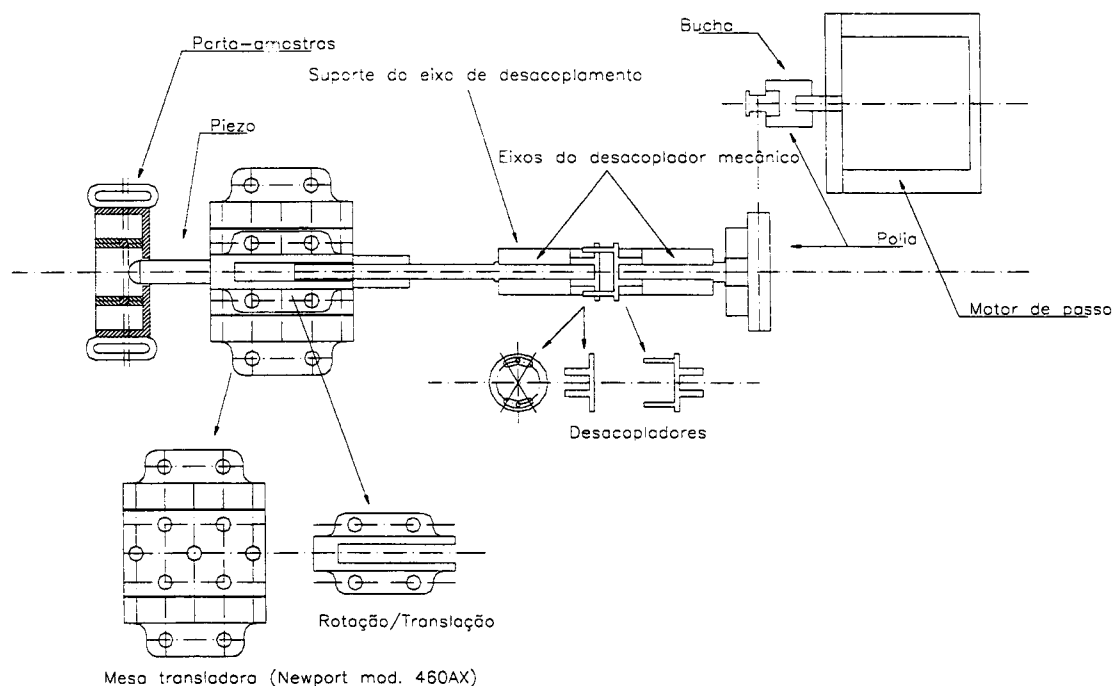 Bucha
Porta-amostras
Suporte do eixo de desacoplamento
Piezo
Eixos do desacoplador mecânico
Polia
Motor de passo
Desacopladores
Rotação/Translação
Mesa transladora (Newport mod. 460AX)